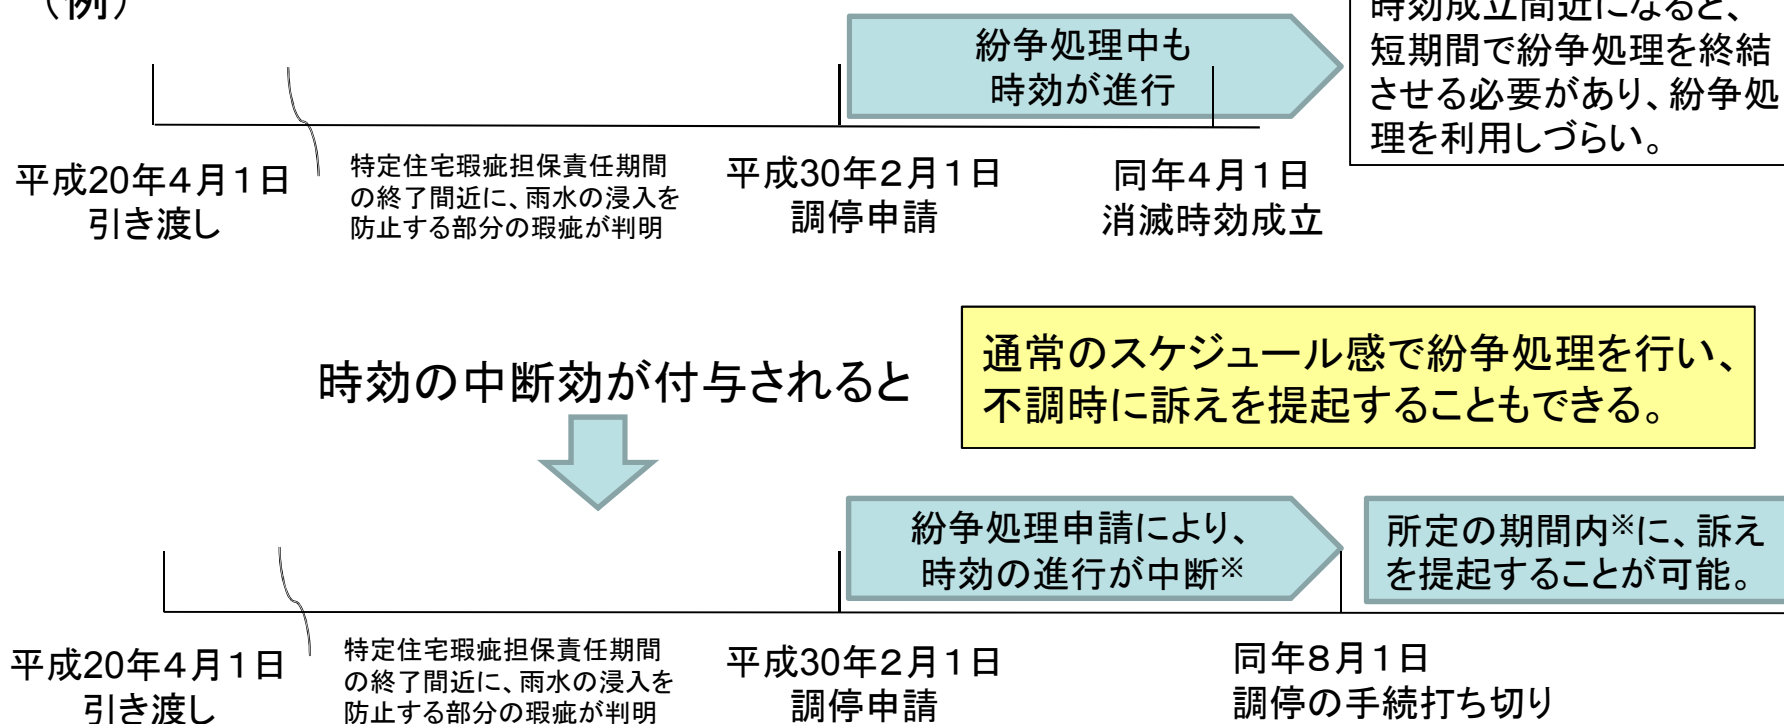 （例）
時効成立間近になると、
短期間で紛争処理を終結
させる必要があり、紛争処
理を利用しづらい。
紛争処理中も
時効が進行
平成20年４月１日
引き渡し
特定住宅瑕疵担保責任期間
の終了間近に、雨水の浸入を
防止する部分の瑕疵が判明
平成30年２月１日
調停申請
同年４月１日
消滅時効成立
時効の中断効が付与されると
通常のスケジュール感で紛争処理を行い、
不調時に訴えを提起することもできる。
紛争処理申請により、
時効の進行が中断※
所定の期間内※に、訴え
を提起することが可能。
平成20年４月１日
引き渡し
特定住宅瑕疵担保責任期間
の終了間近に、雨水の浸入を
防止する部分の瑕疵が判明
平成30年２月１日
調停申請
同年８月１日
調停の手続打ち切り